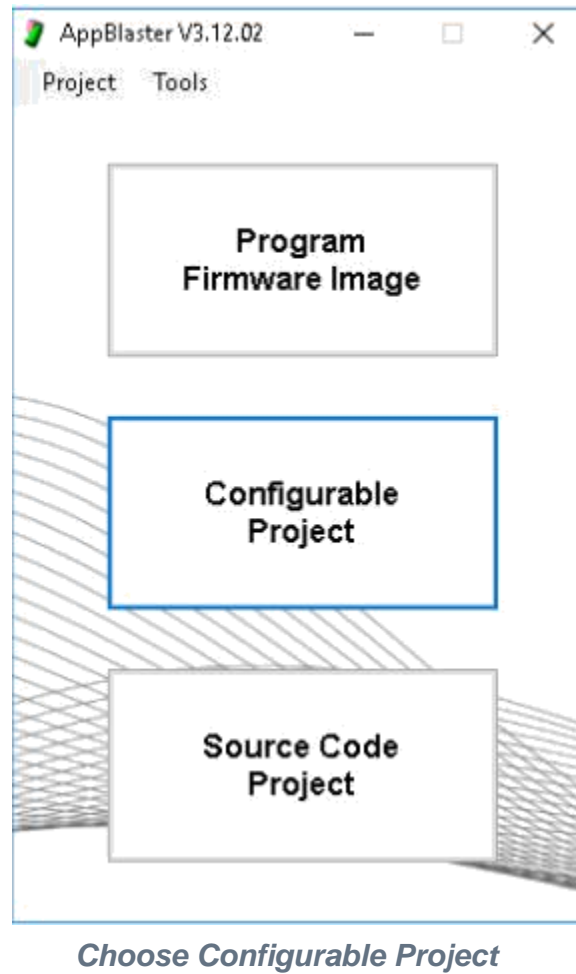 AppBlaster V3.12.02
Project Tools
Program
Firmware Image
Configurable
Project
Source Code
Project
Choose Configurable Project